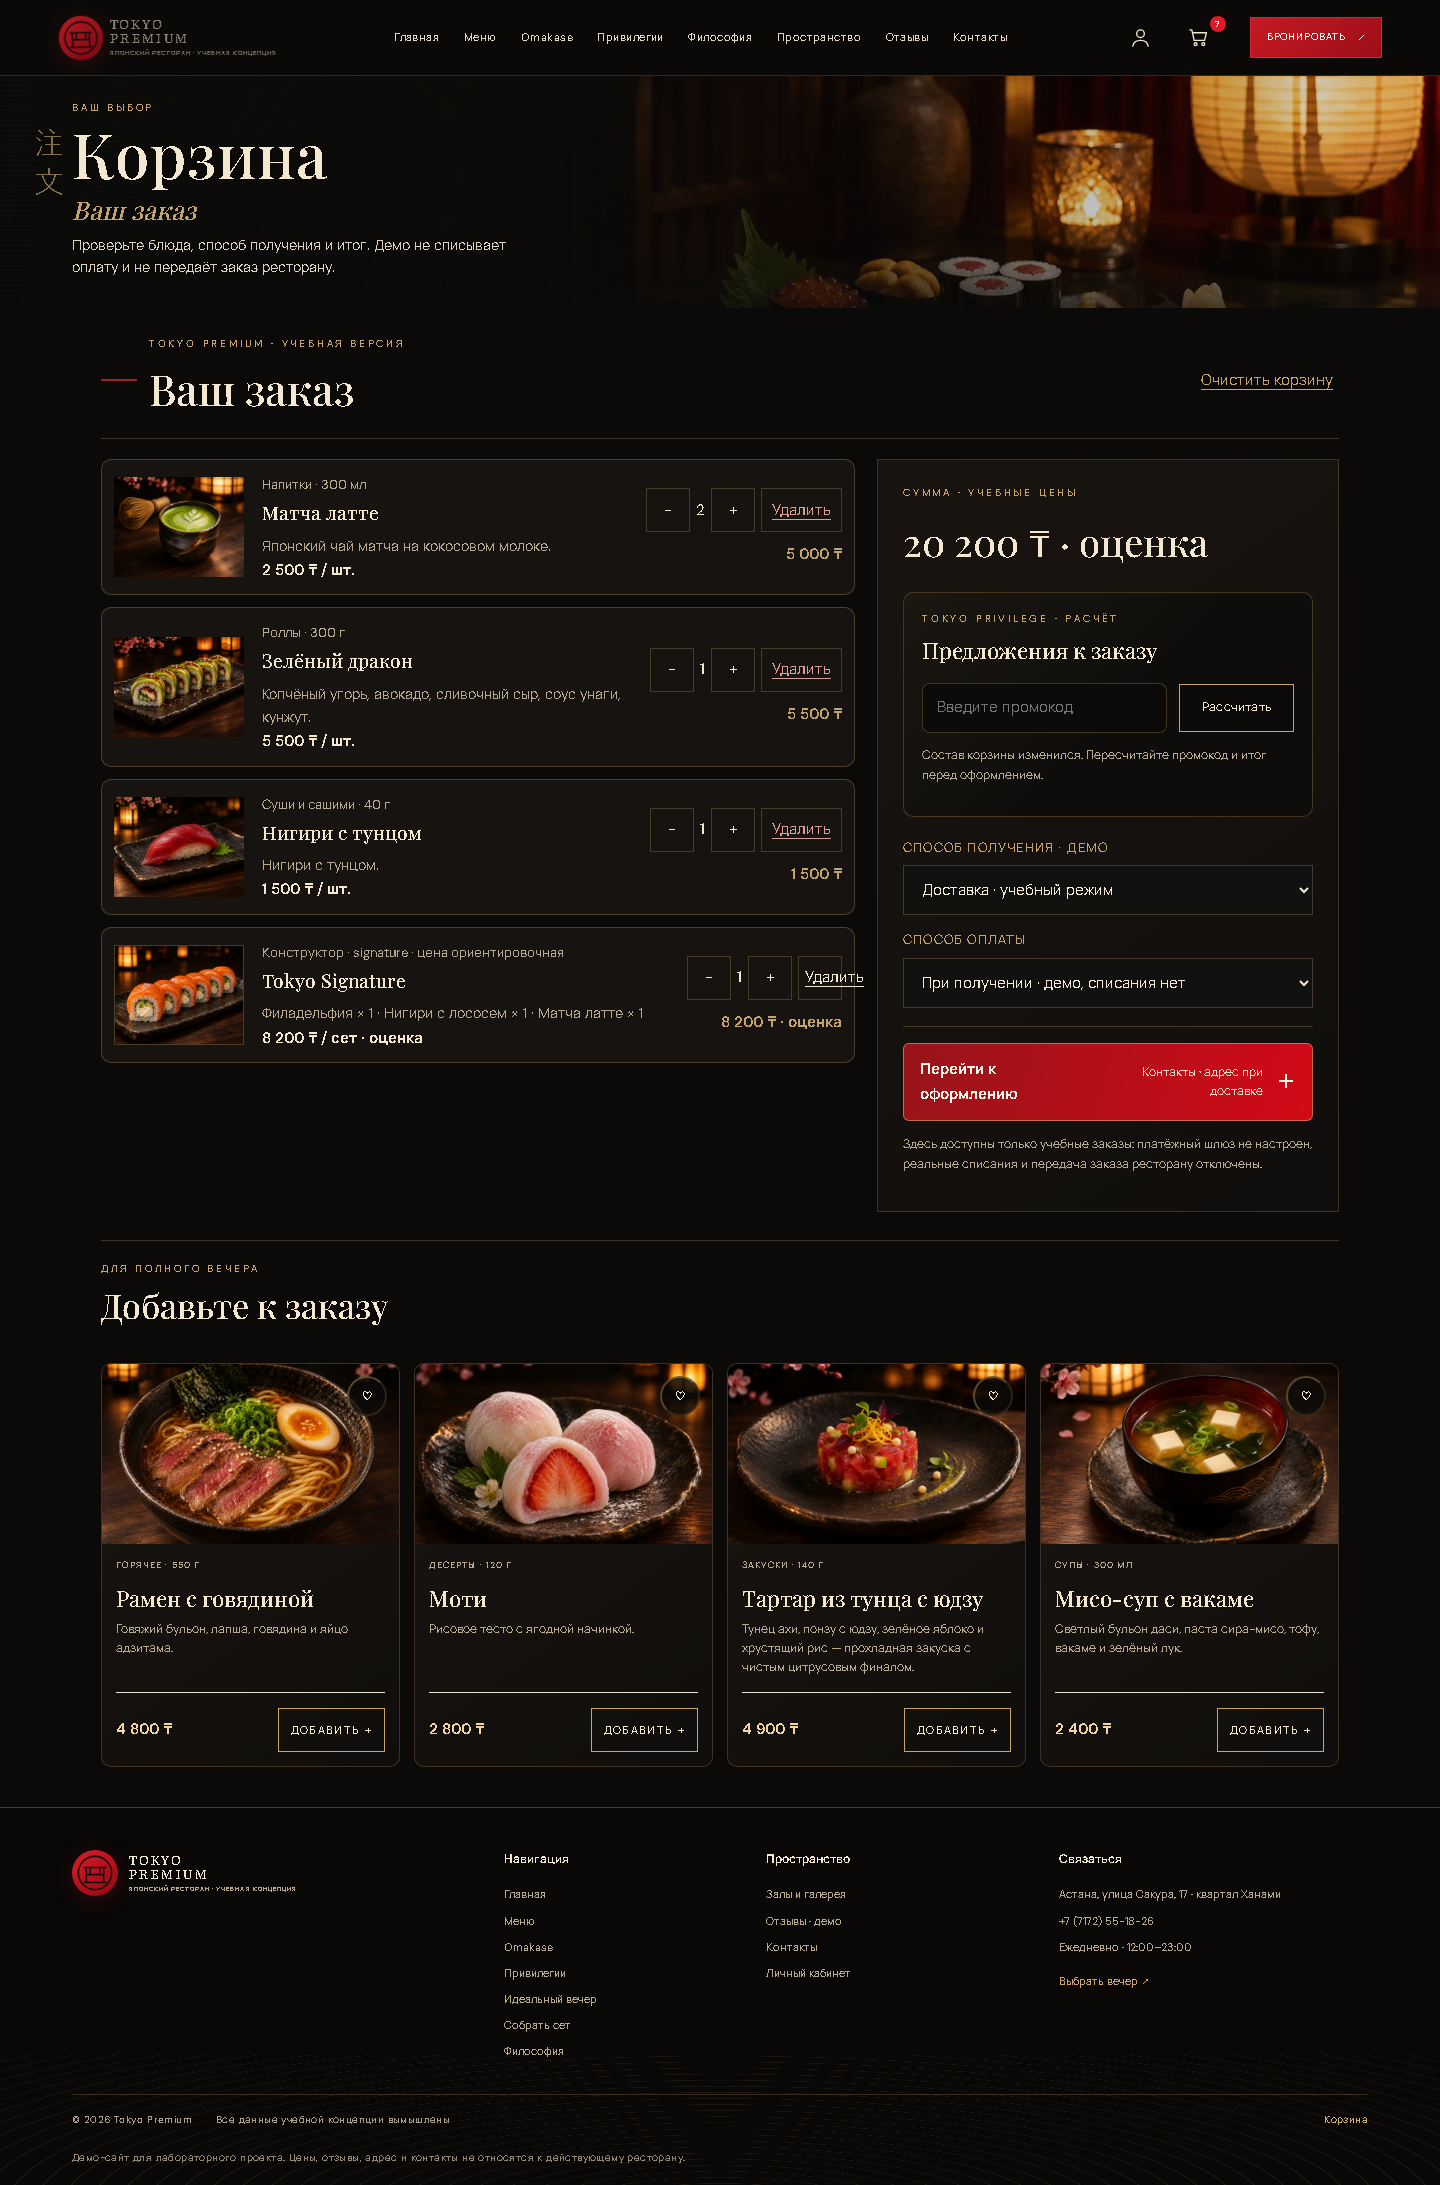 TOKYO
PREMIUM
ЯПОНСКИЙ РЕСТОРАН · УЧЕБНАЯ КОНЦЕПЦИЯ
Главная
Меню
Omakase
Привилегии
Философия
Пространство
Отзывы
Контакты
7
БРОНИРОВАТЬ ↗
ВАШ ВЫБОР
注文
Корзина
Ваш заказ
Проверьте блюда, способ получения и итог. Демо не списывает
оплату и не передаёт заказ ресторану.
TOKYO PREMIUM · УЧЕБНАЯ ВЕРСИЯ
Ваш заказ
Очистить корзину
Напитки · 300 мл
Матча латте
Японский чай матча на кокосовом молоке.
2 500 ₸ / шт.
− 2 + Удалить
5 000 ₸
Роллы · 300 г
Зелёный дракон
Копчёный угорь, авокадо, сливочный сыр, соус унаги,
кунжут.
5 500 ₸ / шт.
− 1 + Удалить
5 500 ₸
Суши и сашими · 40 г
Нигири с тунцом
Нигири с тунцом.
1 500 ₸ / шт.
− 1 + Удалить
1 500 ₸
Конструктор · signature · цена ориентировочная
Tokyo Signature
Филадельфия × 1 · Нигири с лососем × 1 · Матча латте × 1
8 200 ₸ / сет · оценка
− 1 + Удалить
8 200 ₸ · оценка
СУММА · УЧЕБНЫЕ ЦЕНЫ
20 200 ₸ · оценка
TOKYO PRIVILEGE · РАСЧЁТ
Предложения к заказу
Введите промокод
Рассчитать
Состав корзины изменился. Пересчитайте промокод и итог
перед оформлением.
СПОСОБ ПОЛУЧЕНИЯ · ДЕМО
Доставка · учебный режим
СПОСОБ ОПЛАТЫ
При получении · демо, списания нет
Перейти к
оформлению
Контакты · адрес при
доставке
+
Здесь доступны только учебные заказы: платёжный шлюз не настроен,
реальные списания и передача заказа ресторану отключены.
ДЛЯ ПОЛНОГО ВЕЧЕРА
Добавьте к заказу
ГОРЯЧЕЕ · 550 Г
Рамен с говядиной
Говяжий бульон, лапша, говядина и яйцо
адзитама.
4 800 ₸
ДОБАВИТЬ +
ДЕСЕРТЫ · 120 Г
Моти
Рисовое тесто с ягодной начинкой.
2 800 ₸
ДОБАВИТЬ +
ЗАКУСКИ · 140 Г
Тартар из тунца с юдзу
Тунец ахи, понзу с юдзу, зелёное яблоко и
хрустящий рис — прохладная закуска с
чистым цитрусовым финалом.
4 900 ₸
ДОБАВИТЬ +
СУПЫ · 300 МЛ
Мисо-суп с вакаме
Светлый бульон даси, паста сиро-мисо, тофу,
вакаме и зелёный лук.
2 400 ₸
ДОБАВИТЬ +
TOKYO
PREMIUM
ЯПОНСКИЙ РЕСТОРАН · УЧЕБНАЯ КОНЦЕПЦИЯ
Навигация
Главная
Меню
Omakase
Привилегии
Идеальный вечер
Собрать сет
Философия
Пространство
Залы и галерея
Отзывы · демо
Контакты
Личный кабинет
Связаться
Астана, улица Сакура, 17 · квартал Ханами
+7 (7172) 55-18-26
Ежедневно · 12:00–23:00
Выбрать вечер ↗
© 2026 Tokyo Premium
Все данные учебной концепции вымышлены
Корзина
Демо-сайт для лабораторного проекта. Цены, отзывы, адрес и контакты не относятся к действующему ресторану.